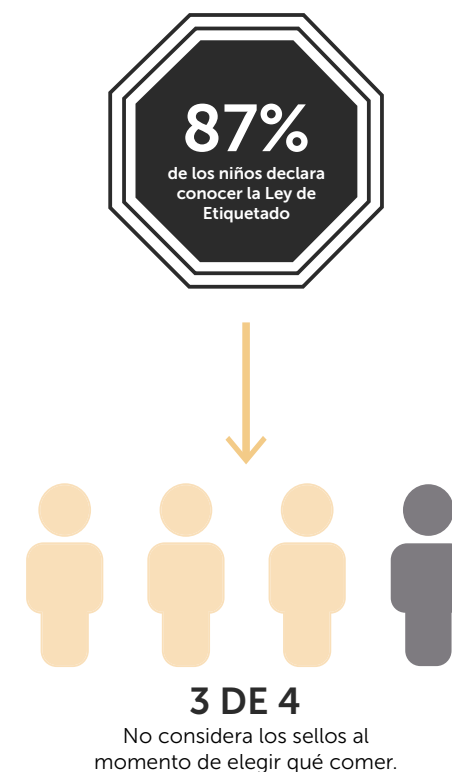 87%
de los niños declara
conocer la Ley de
Etiquetado
3 DE 4
No considera los sellos al
momento de elegir qué comer.